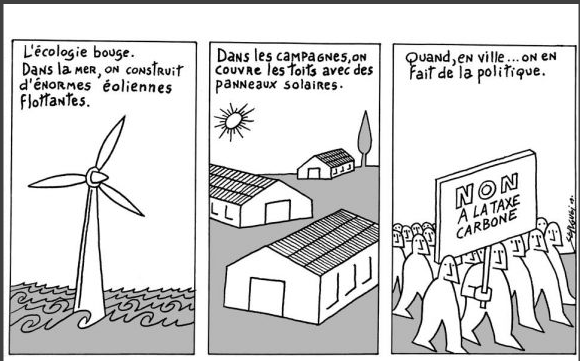 L'écologie bouge.
Dans la mer, on construit
d'énormes éoliennes
flottantes.
Dans les campagnes, on
couvre les toits avec des
panneaux solaires.
Quand, en ville... on en
fait de la politique.
NON
A LA TAXE
CARBONE